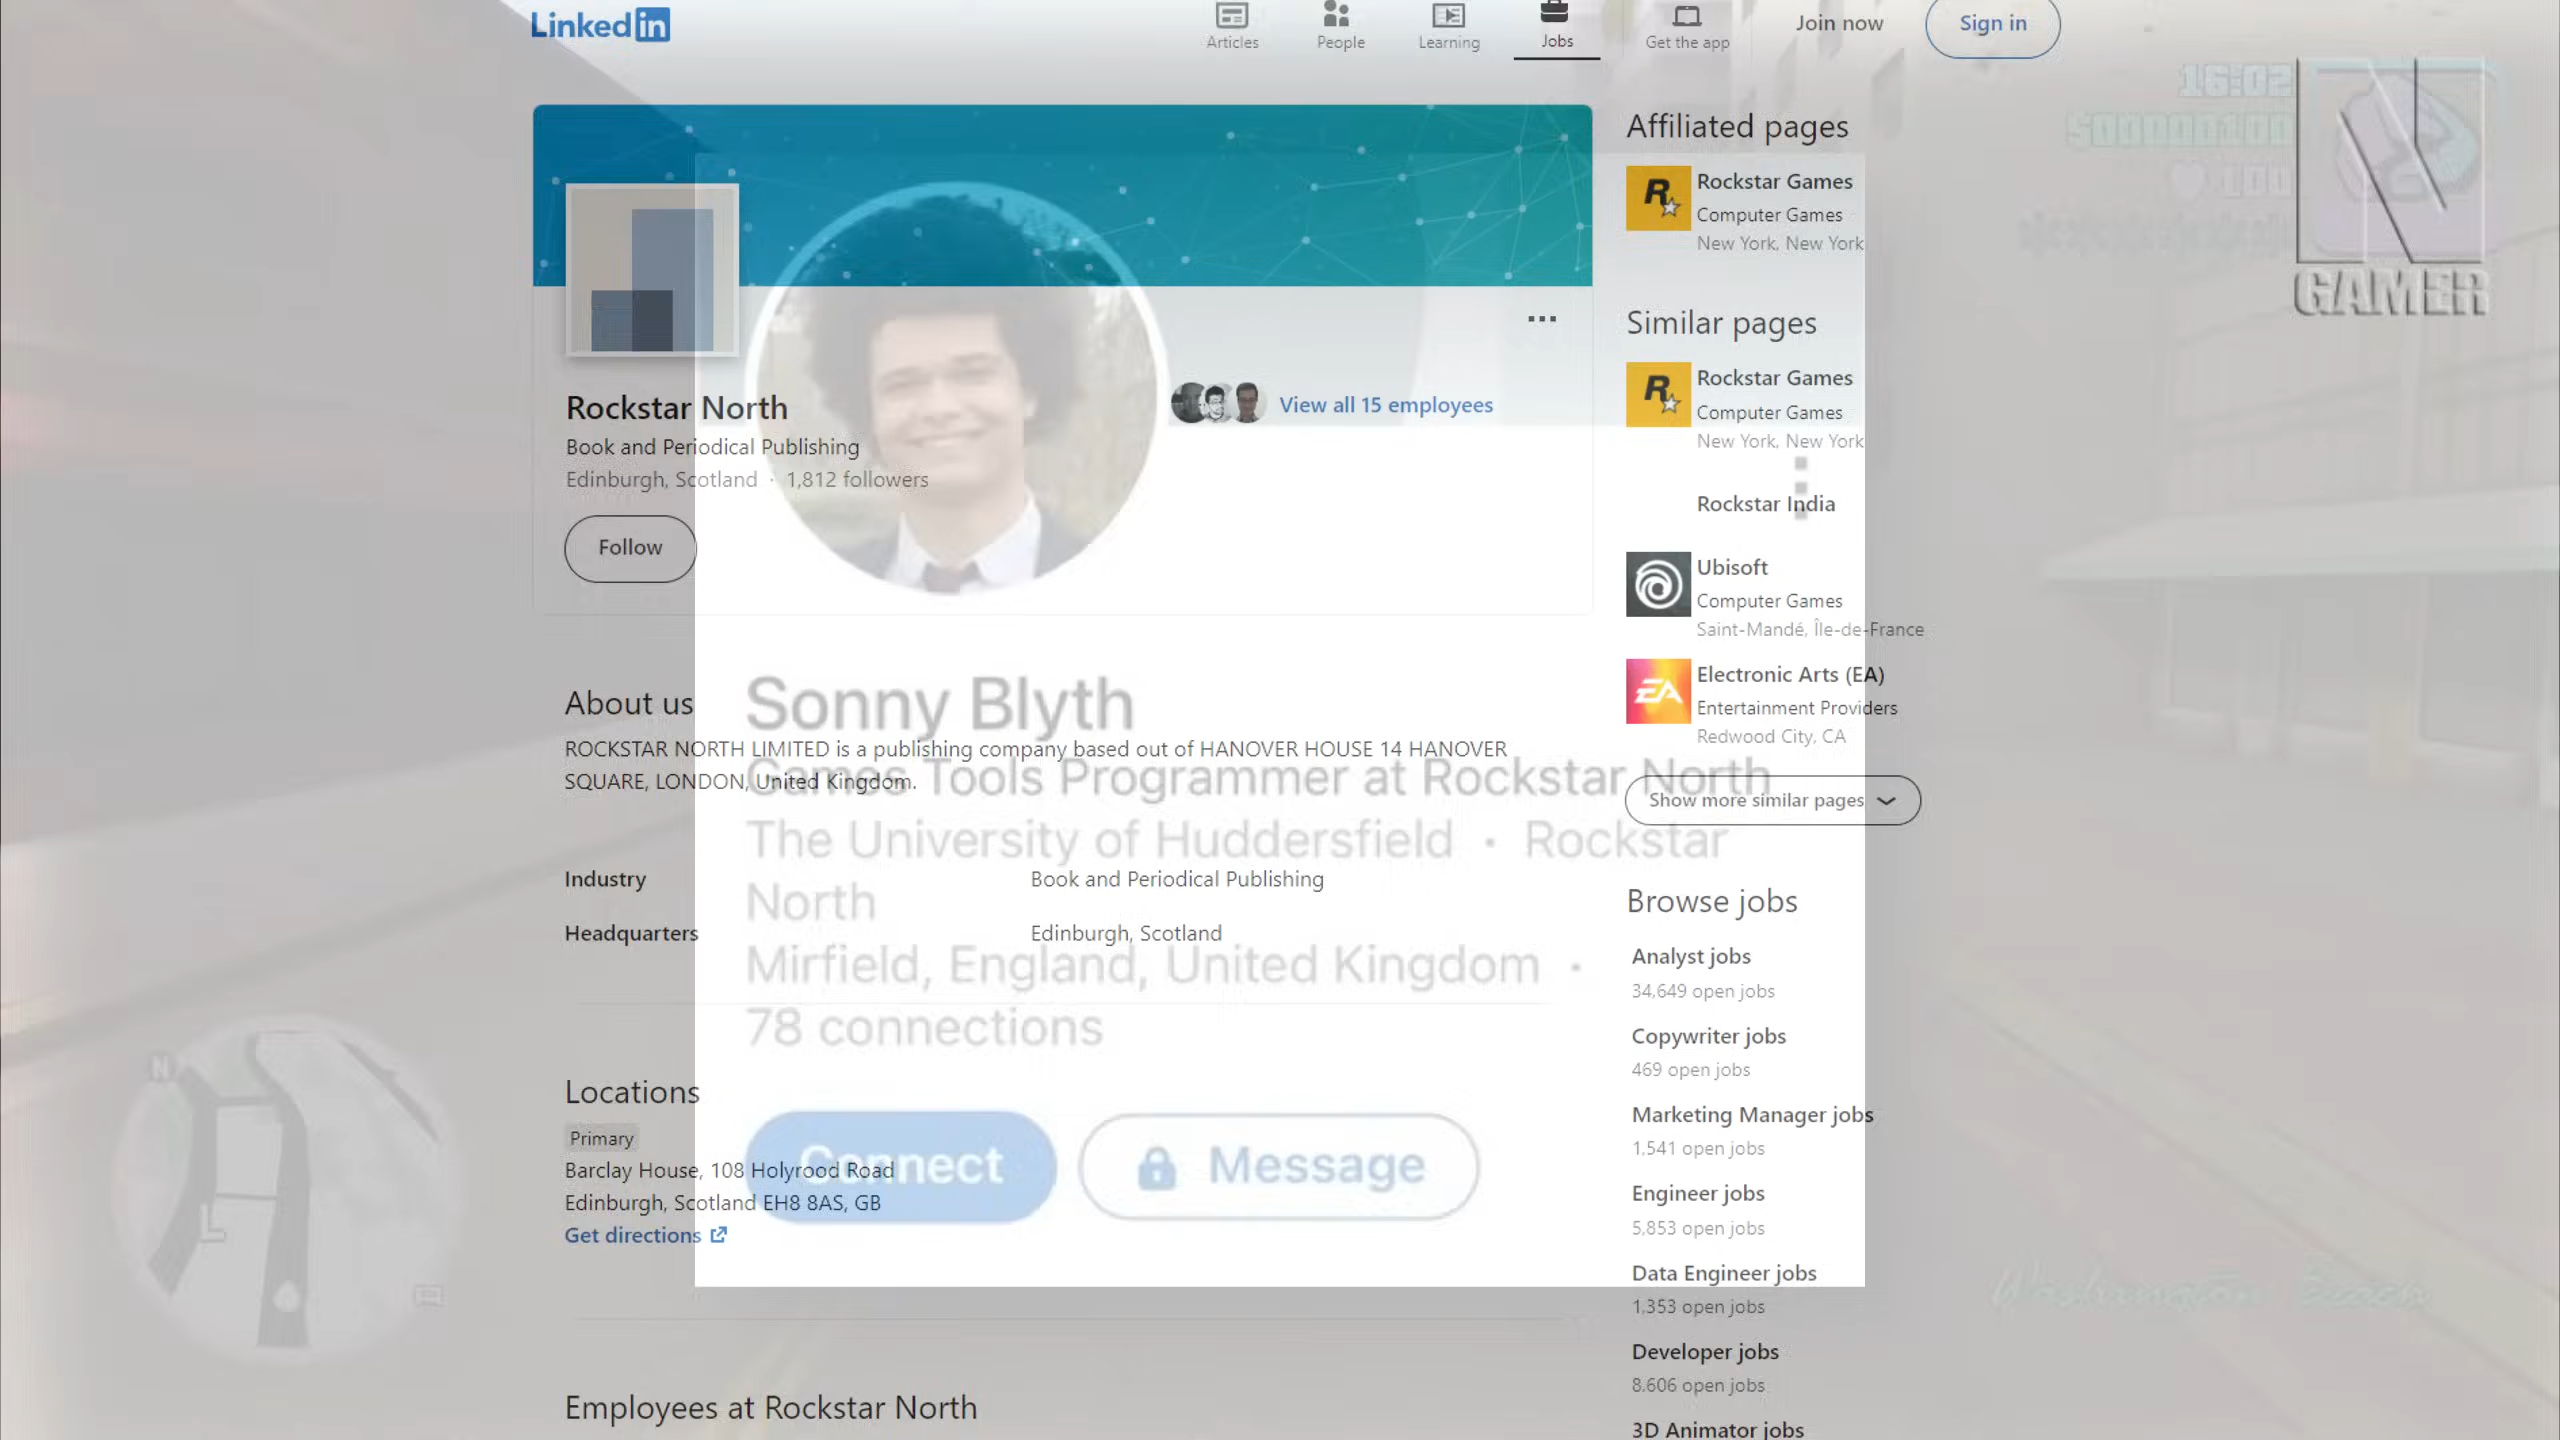 LinkedIn
Articles
People
Learning
Jobs
Get the app
Join now
Sign in
16:02
GAMER
Affiliated pages
Rockstar Games
Computer Games
New York, New York
Similar pages
Rockstar Games
Computer Games
New York, New York
Rockstar India
Ubisoft
Computer Games
Saint-Mandé, Île-de-France
Electronic Arts (EA)
Entertainment Providers
Redwood City, CA
Show more similar pages
Browse jobs
Analyst jobs
34,649 open jobs
Copywriter jobs
469 open jobs
Marketing Manager jobs
1,541 open jobs
Engineer jobs
5,853 open jobs
Data Engineer jobs
1,353 open jobs
Developer jobs
8,606 open jobs
3D Animator jobs
Rockstar North
Book and Periodical Publishing
Edinburgh, Scotland · 1,812 followers
View all 15 employees
Follow
About us
ROCKSTAR NORTH LIMITED is a publishing company based out of HANOVER HOUSE 14 HANOVER
SQUARE, LONDON, United Kingdom.
Industry
Book and Periodical Publishing
Headquarters
Edinburgh, Scotland
Locations
Primary
Barclay House, 108 Holyrood Road
Edinburgh, Scotland EH8 8AS, GB
Get directions
Employees at Rockstar North
Sonny Blyth
Games Tools Programmer at Rockstar North
The University of Huddersfield · Rockstar
North
Mirfield, England, United Kingdom ·
78 connections
Connect
Message
N
L
Washington Beach